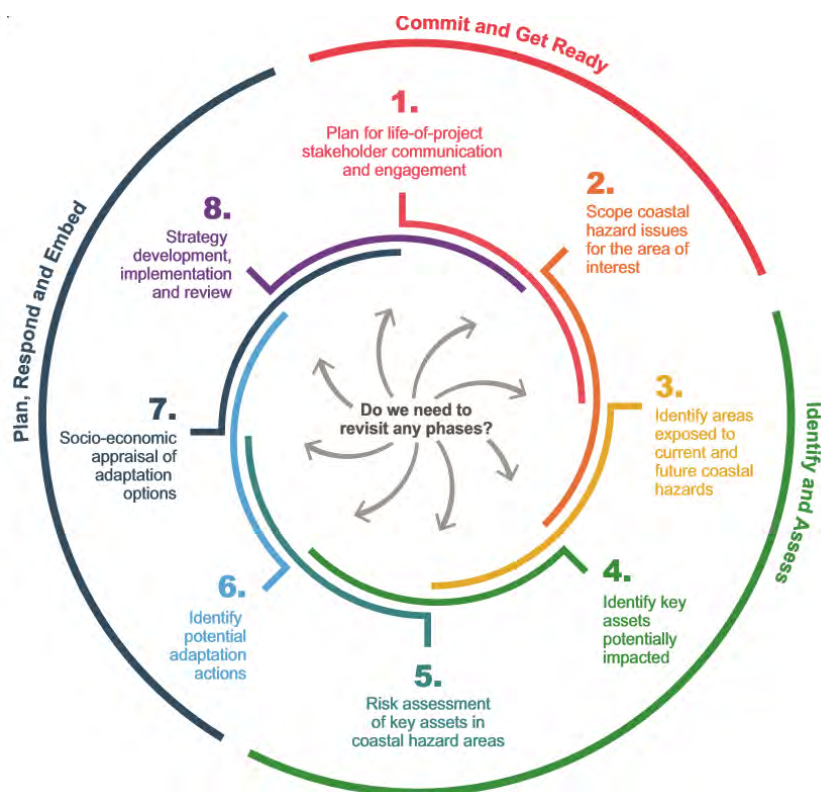 Commit and Get Ready
1.
Plan for life-of-project
stakeholder communication
and engagement
2.
Scope coastal
hazard issues
for the area of
interest
Identify and Assess
3.
Identify areas
exposed to
current and
future coastal
hazards
4.
Identify key
assets
potentially
impacted
5.
Risk assessment
of key assets in
coastal hazard areas
Plan, Respond and Embed
6.
Identify
potential
adaptation
actions
7.
Socio-economic
appraisal of
adaptation
options
8.
Strategy
development,
implementation
and review
Do we need to
revisit any phases?